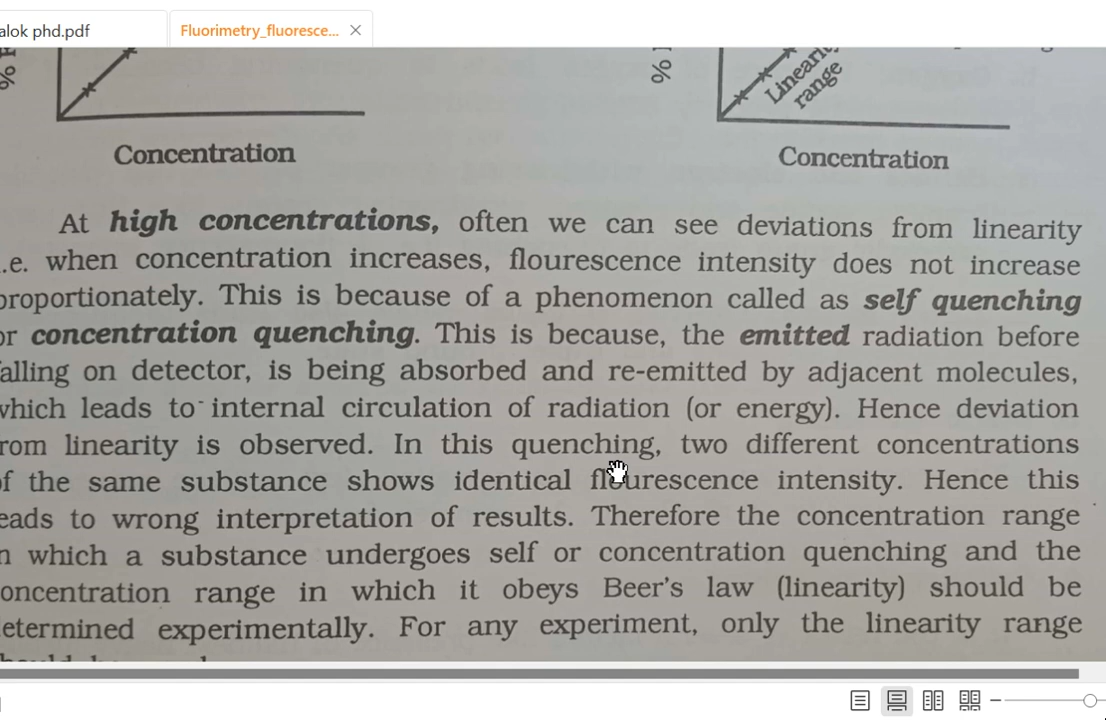 alok phd.pdf
Fluorimetry_fluoresce...
%
%
Linearity
range
Concentration
Concentration
At high concentrations, often we can see deviations from linearity
.e. when concentration increases, flourescence intensity does not increase
proportionately. This is because of a phenomenon called as self quenching
or concentration quenching. This is because, the emitted radiation before
alling on detector, is being absorbed and re-emitted by adjacent molecules,
which leads to internal circulation of radiation (or energy). Hence deviation
rom linearity is observed. In this quenching, two different concentrations
of the same substance shows identical flourescence intensity. Hence this
eads to wrong interpretation of results. Therefore the concentration range
n which a substance undergoes self or concentration quenching and the
oncentration range in which it obeys Beer's law (linearity) should be
etermined experimentally. For any experiment, only the linearity range